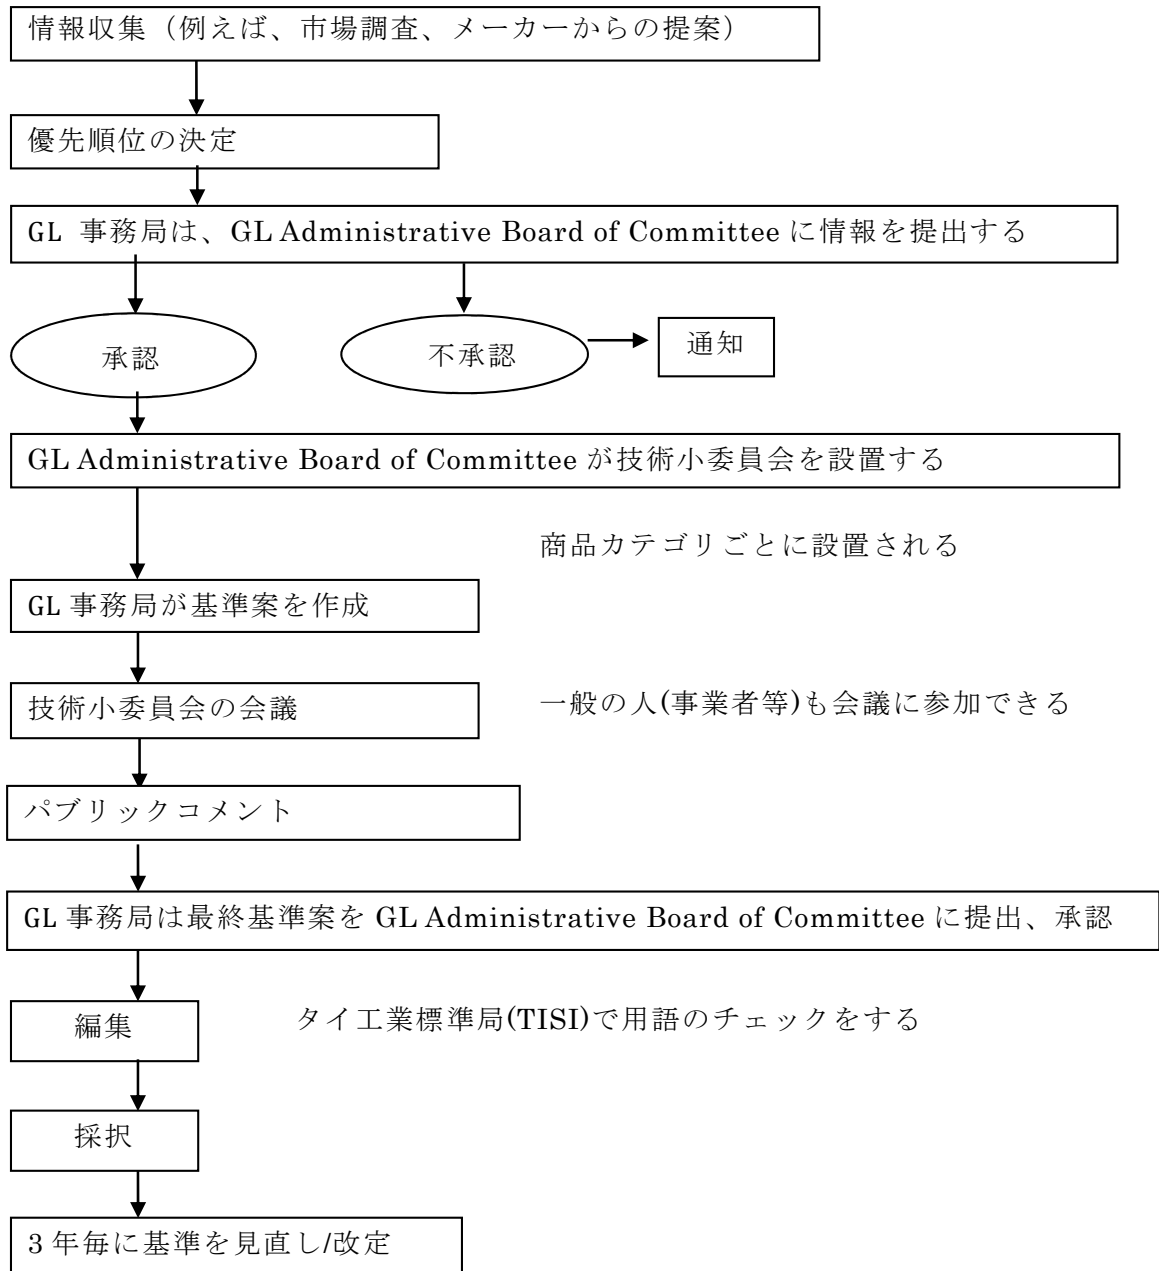 情報収集（例えば、市場調査、メーカーからの提案）
優先順位の決定
GL 事務局は、GL Administrative Board of Committee に情報を提出する
承認
不承認
通知
GL Administrative Board of Committee が技術小委員会を設置する
商品カテゴリごとに設置される
GL 事務局が基準案を作成
技術小委員会の会議
一般の人(事業者等)も会議に参加できる
パブリックコメント
GL 事務局は最終基準案を GL Administrative Board of Committee に提出、承認
編集
タイ工業標準局(TISI)で用語のチェックをする
採択
3 年毎に基準を見直し/改定